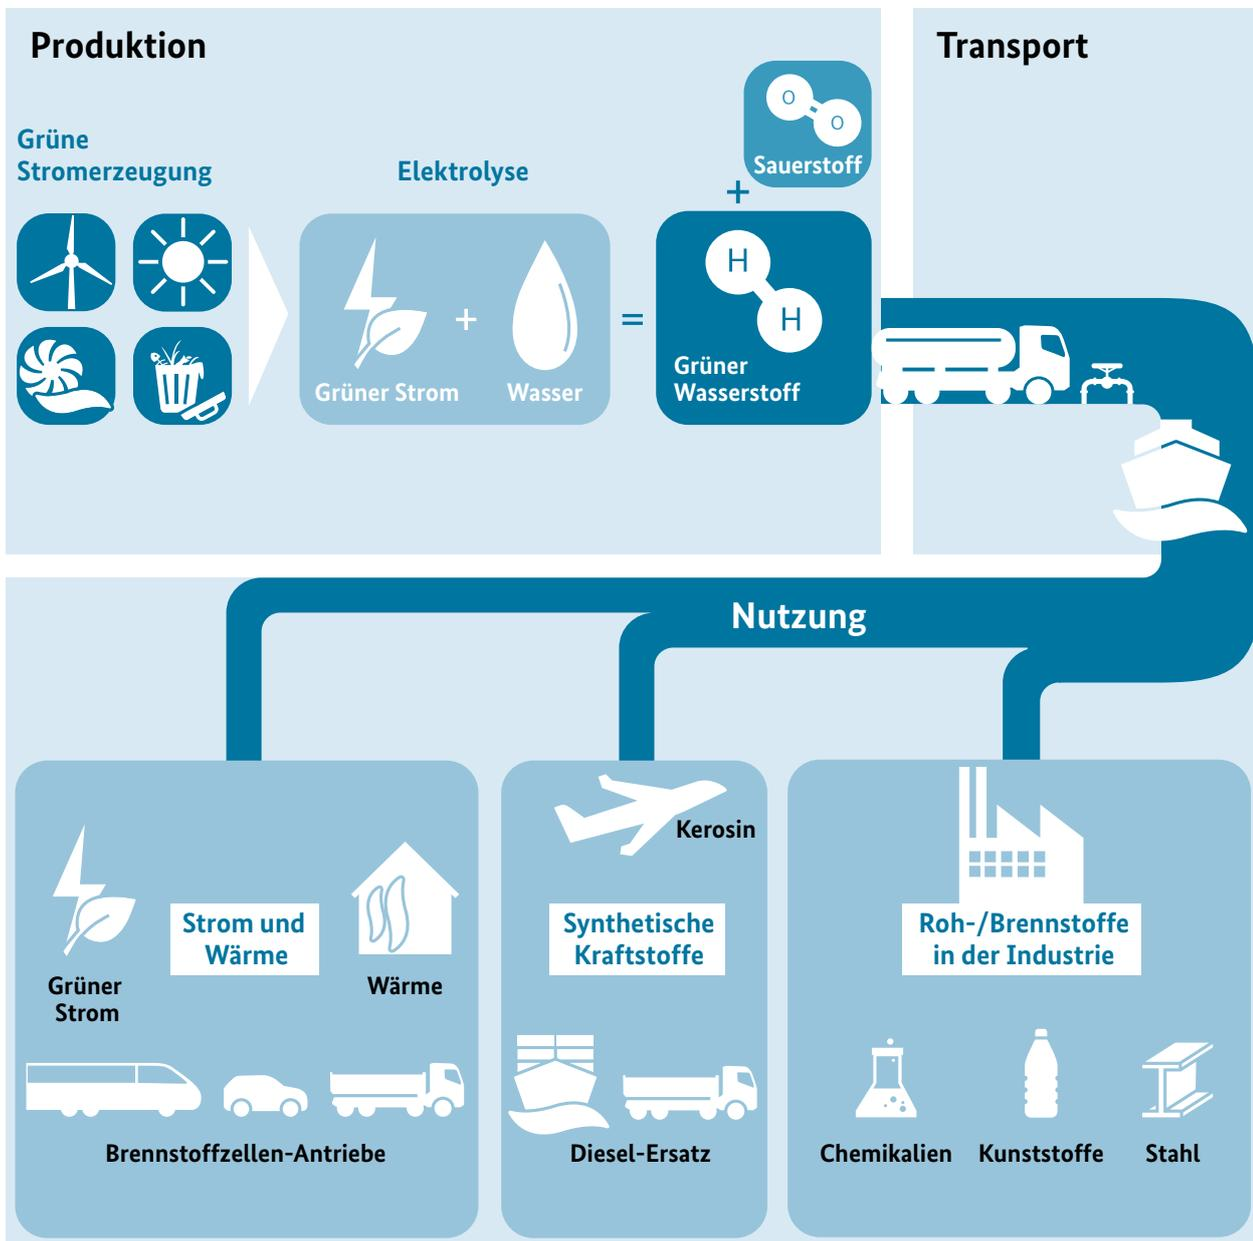 Produktion
Transport
Grüne
Stromerzeugung
Elektrolyse
O
O
Sauerstoff
+
Grüner Strom
+
Wasser
=
H
H
Grüner
Wasserstoff
Nutzung
Strom und
Wärme
Grüner
Strom
Wärme
Brennstoffzellen-Antriebe
Kerosin
Synthetische
Kraftstoffe
Diesel-Ersatz
Roh-/Brennstoffe
in der Industrie
Chemikalien
Kunststoffe
Stahl